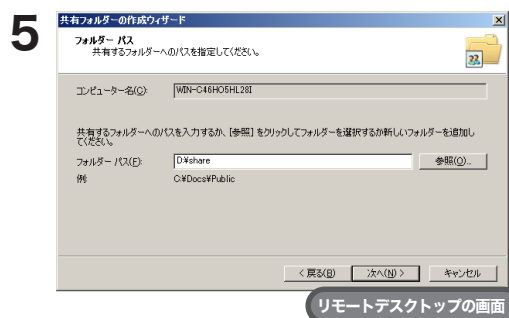 5
共有フォルダーの作成ウィザード
フォルダー パス
共有するフォルダーへのパスを指定してください。
コンピューター名(C):
WIN-C46HO5HL28I
共有するフォルダーへのパスを入力するか、[参照] をクリックしてフォルダーを選択するか新しいフォルダーを追加し
てください。
フォルダー パス(F):
D:¥share
参照(O)...
例:
C:¥Docs¥Public
< 戻る(B)
次へ(N) >
キャンセル
リモートデスクトップの画面